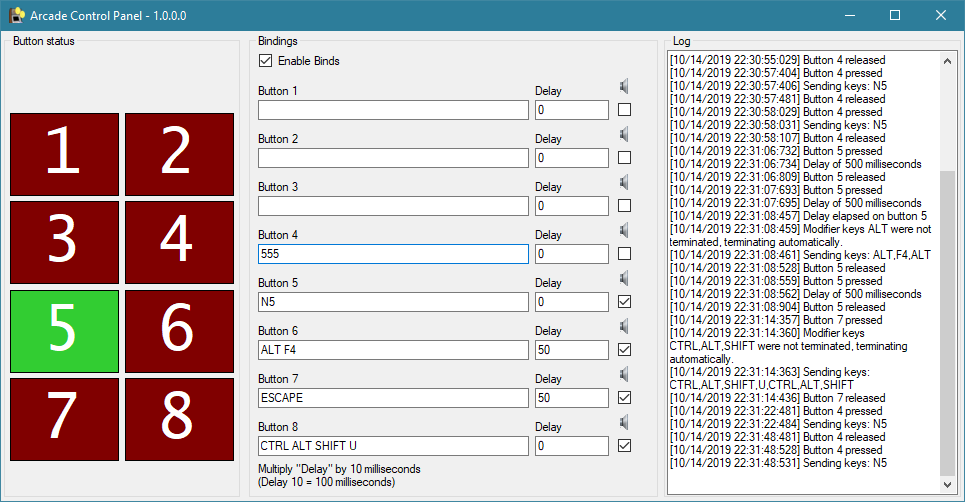 Arcade Control Panel - 1.0.0.0
Button status
1 2
3 4
5 6
7 8
Bindings
Enable Binds
Button 1 Delay
0
Button 2 Delay
0
Button 3 Delay
0
Button 4 Delay
555 0
Button 5 Delay
N5 0
Button 6 Delay
ALT F4 50
Button 7 Delay
ESCAPE 50
Button 8 Delay
CTRL ALT SHIFT U 0
Multiply "Delay" by 10 milliseconds
(Delay 10 = 100 milliseconds)
Log
[10/14/2019 22:30:55:029] Button 4 released
[10/14/2019 22:30:57:404] Button 4 pressed
[10/14/2019 22:30:57:406] Sending keys: N5
[10/14/2019 22:30:57:481] Button 4 released
[10/14/2019 22:30:58:029] Button 4 pressed
[10/14/2019 22:30:58:031] Sending keys: N5
[10/14/2019 22:30:58:107] Button 4 released
[10/14/2019 22:31:06:732] Button 5 pressed
[10/14/2019 22:31:06:734] Delay of 500 milliseconds
[10/14/2019 22:31:06:809] Button 5 released
[10/14/2019 22:31:07:693] Button 5 pressed
[10/14/2019 22:31:07:695] Delay of 500 milliseconds
[10/14/2019 22:31:08:457] Delay elapsed on button 5
[10/14/2019 22:31:08:459] Modifier keys ALT were not
terminated, terminating automatically.
[10/14/2019 22:31:08:461] Sending keys: ALT,F4,ALT
[10/14/2019 22:31:08:528] Button 5 released
[10/14/2019 22:31:08:559] Button 5 pressed
[10/14/2019 22:31:08:562] Delay of 500 milliseconds
[10/14/2019 22:31:08:904] Button 5 released
[10/14/2019 22:31:14:357] Button 7 pressed
[10/14/2019 22:31:14:360] Modifier keys
CTRL,ALT,SHIFT were not terminated, terminating
automatically.
[10/14/2019 22:31:14:363] Sending keys:
CTRL,ALT,SHIFT,U,CTRL,ALT,SHIFT
[10/14/2019 22:31:14:436] Button 7 released
[10/14/2019 22:31:22:481] Button 4 pressed
[10/14/2019 22:31:22:484] Sending keys: N5
[10/14/2019 22:31:48:481] Button 4 released
[10/14/2019 22:31:48:528] Button 4 pressed
[10/14/2019 22:31:48:531] Sending keys: N5